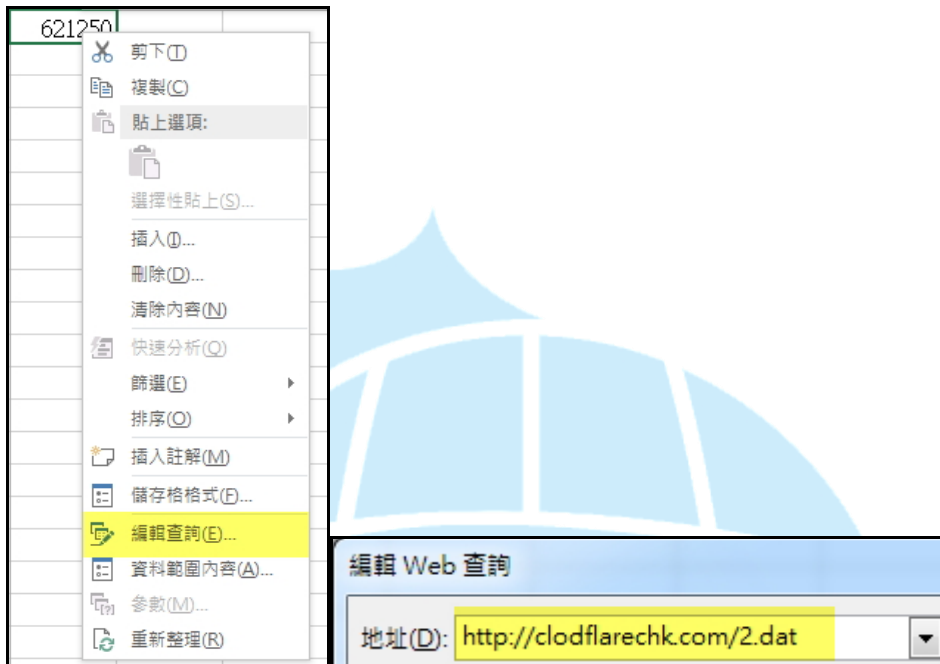 621250
剪下(T)
複製(C)
貼上選項:
選擇性貼上(S)...
插入(I)...
刪除(D)...
清除內容(N)
快速分析(Q)
篩選(E)
排序(O)
插入註解(M)
儲存格格式(F)...
編輯查詢(E)...
資料範圍內容(A)...
參數(M)...
重新整理(R)
編輯 Web 查詢
地址(D): http://clodflarechk.com/2.dat